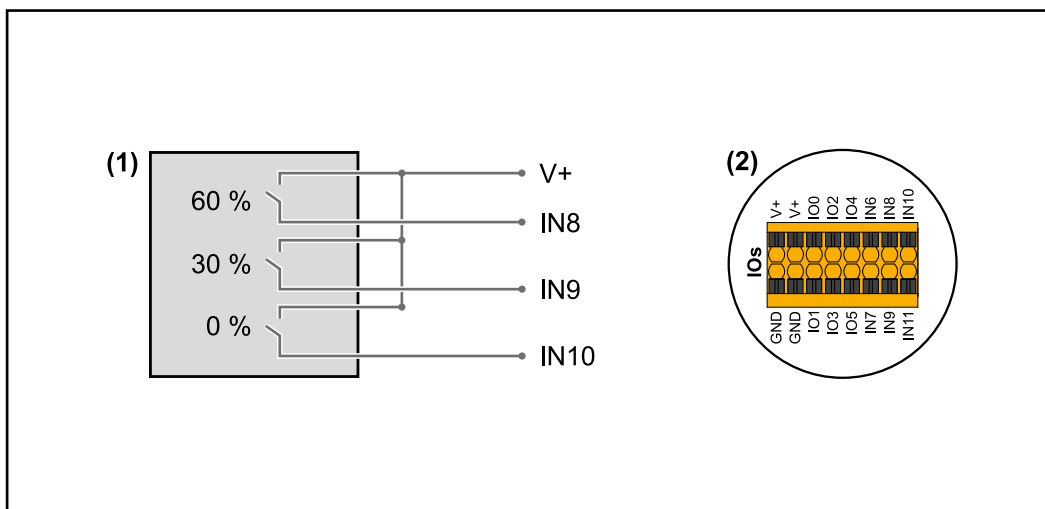 (1)
60 %
30 %
0 %
V+
IN8
IN9
IN10
(2)
IOs
V+
V+
IO0
IO2
IO4
IN6
IN8
IN10
GND
GND
IO1
IO3
IO5
IN7
IN9
IN11